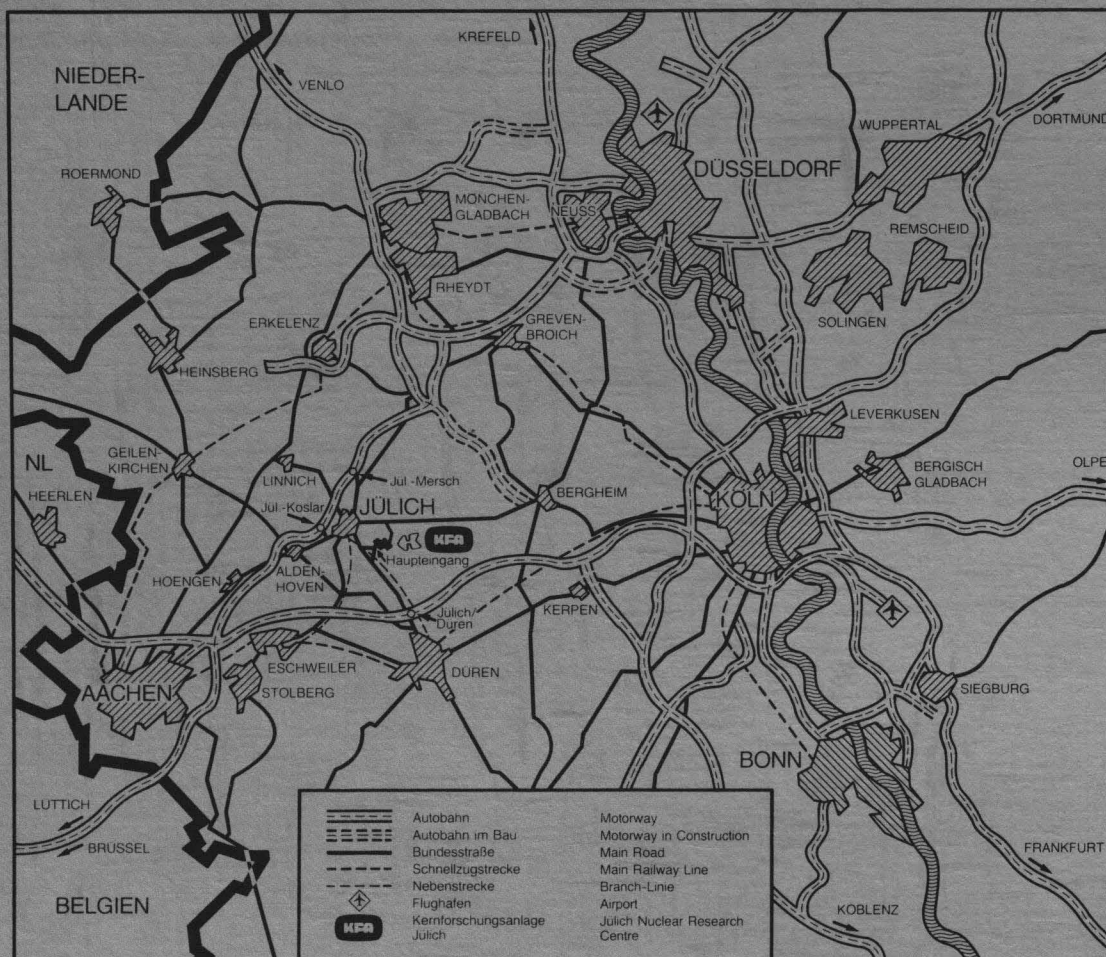 KREFELD
NIEDER-
LANDE
VENLO
DORTMUND
WUPPERTAL
DÜSSELDORF
ROERMOND
MÖNCHEN-
GLADBACH
NEUSS
REMSCHEID
RHEYDT
SOLINGEN
ERKELENZ
GREVEN-
BROICH
HEINSBERG
LEVERKUSEN
GEILEN-
KIRCHEN
NL
LINNICH
Jül.-Mersch
BERGHEIM
BERGISCH
GLADBACH
OLPE
HEERLEN
Jül.-Koslar
JÜLICH
KÖLN
KFA
Haupteingang
HOENGEN
ALDEN-
HOVEN
Jülich/
Düren
KERPEN
ESCHWEILER
DÜREN
AACHEN
STOLBERG
SIEGBURG
BONN
LÜTTICH
BRÜSSEL
FRANKFURT
BELGIEN
KOBLENZ
Autobahn Motorway
Autobahn im Bau Motorway in Construction
Bundesstraße Main Road
Schnellzugstrecke Main Railway Line
Nebenstrecke Branch-Linie
Flughafen Airport
KFA Kernforschungsanlage Jülich Nuclear Research
Jülich Centre